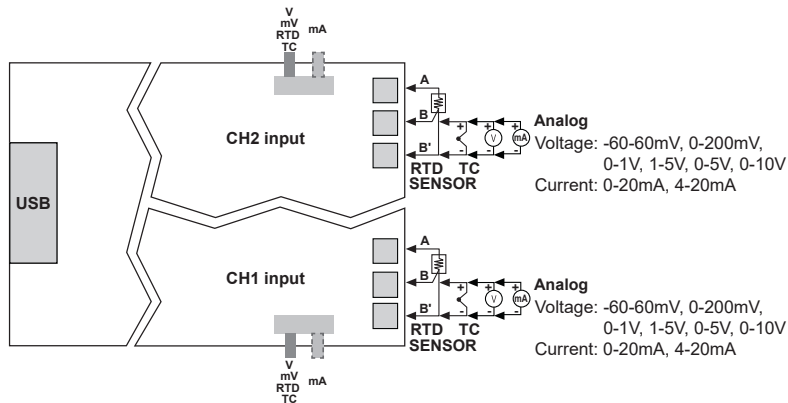 V
mV
RTD
TC
mA
A
B
B'
CH2 input
RTD TC
SENSOR
+ + +
- - -
V
mA
Analog
Voltage: -60-60mV, 0-200mV,
0-1V, 1-5V, 0-5V, 0-10V
Current: 0-20mA, 4-20mA
USB
A
B
B'
CH1 input
RTD TC
SENSOR
+ + +
- - -
V
mA
Analog
Voltage: -60-60mV, 0-200mV,
0-1V, 1-5V, 0-5V, 0-10V
Current: 0-20mA, 4-20mA
V
mV
RTD
TC
mA